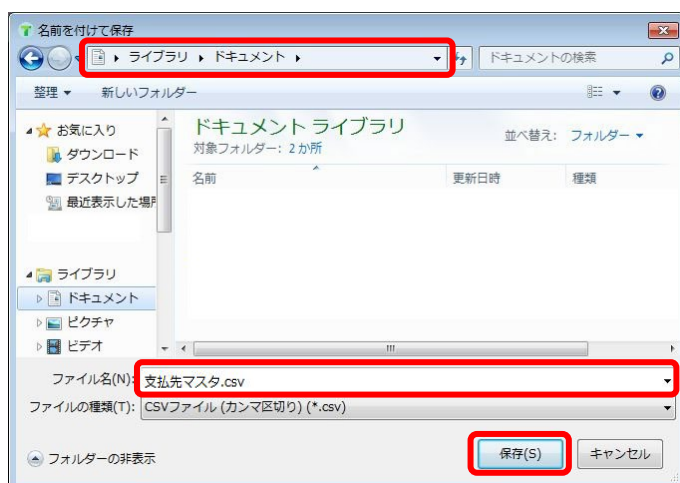 名前を付けて保存
ライブラリ ▸ ドキュメント ▸
ドキュメントの検索
整理 ▼ 新しいフォルダー
お気に入り
ダウンロード
デスクトップ
最近表示した場所
ライブラリ
ドキュメント
ピクチャ
ビデオ
ドキュメント ライブラリ
対象フォルダー: 2 か所
並べ替え: フォルダー ▼
名前 更新日時 種類
ファイル名(N): 支払先マスタ.csv
ファイルの種類(T): CSVファイル (カンマ区切り) (*.csv)
フォルダーの非表示
保存(S)
キャンセル